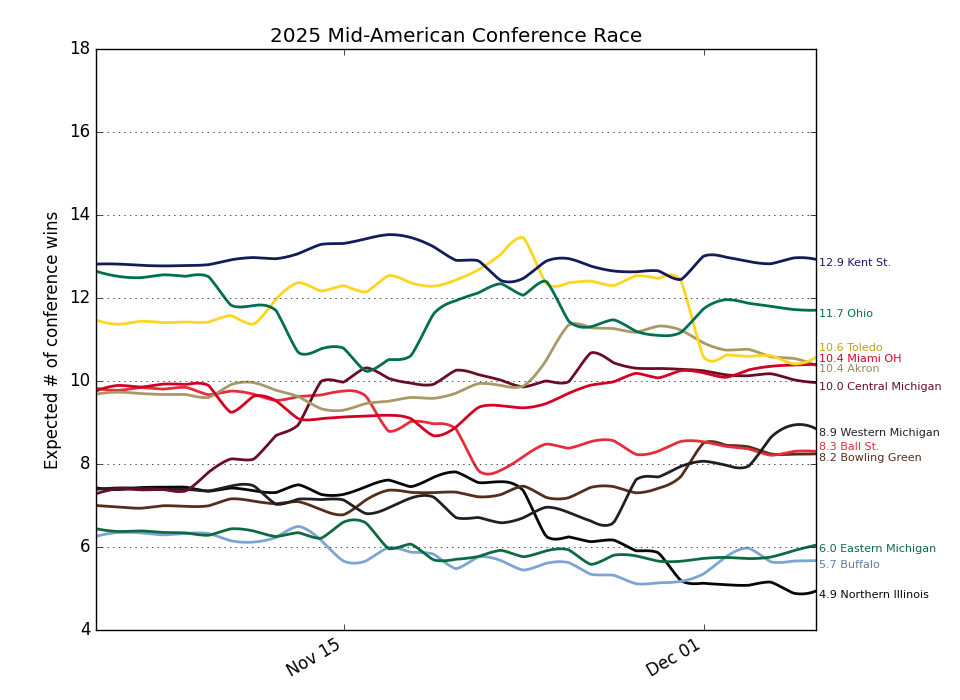 2025 Mid-American Conference Race
Expected # of conference wins
18
16
14
12
10
8
6
4
Nov 15
Dec 01
12.9 Kent St.
11.7 Ohio
10.6 Toledo
10.4 Miami OH
10.4 Akron
10.0 Central Michigan
8.9 Western Michigan
8.3 Ball St.
8.2 Bowling Green
6.0 Eastern Michigan
5.7 Buffalo
4.9 Northern Illinois